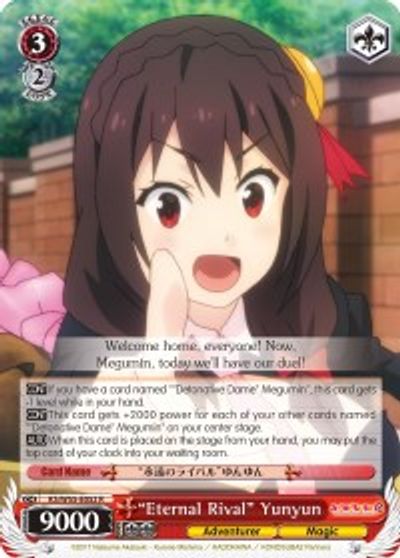 3
2
Welcome home, everyone! Now,
Megumin, today we'll have our duel!
If you have a card named ""Detonative Dame" Megumin", this card gets
-1 level while in your hand.
This card gets +2000 power for each of your other cards named
""Detonative Dame" Megumin" on your center stage.
When this card is placed on the stage from your hand, you may put the
top card of your clock into your waiting room.
Card Name
"永遠のライバル"ゆんゆん
9000
"Eternal Rival" Yunyun
Adventurer Magic